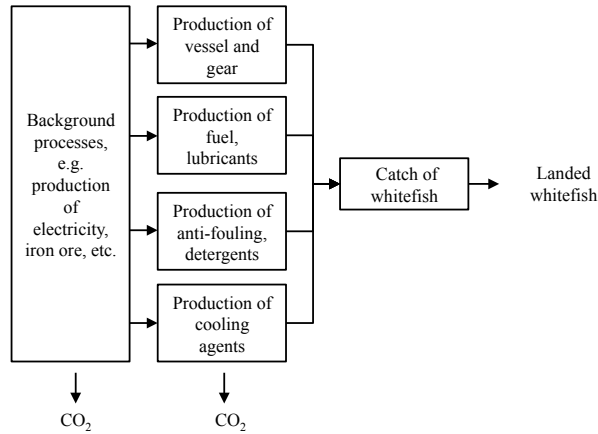 Background
processes,
e.g.
production
of
electricity,
iron ore, etc.
Production of
vessel and
gear
Production of
fuel,
lubricants
Production of
anti-fouling,
detergents
Production of
cooling
agents
Catch of
whitefish
Landed
whitefish
CO₂
CO₂